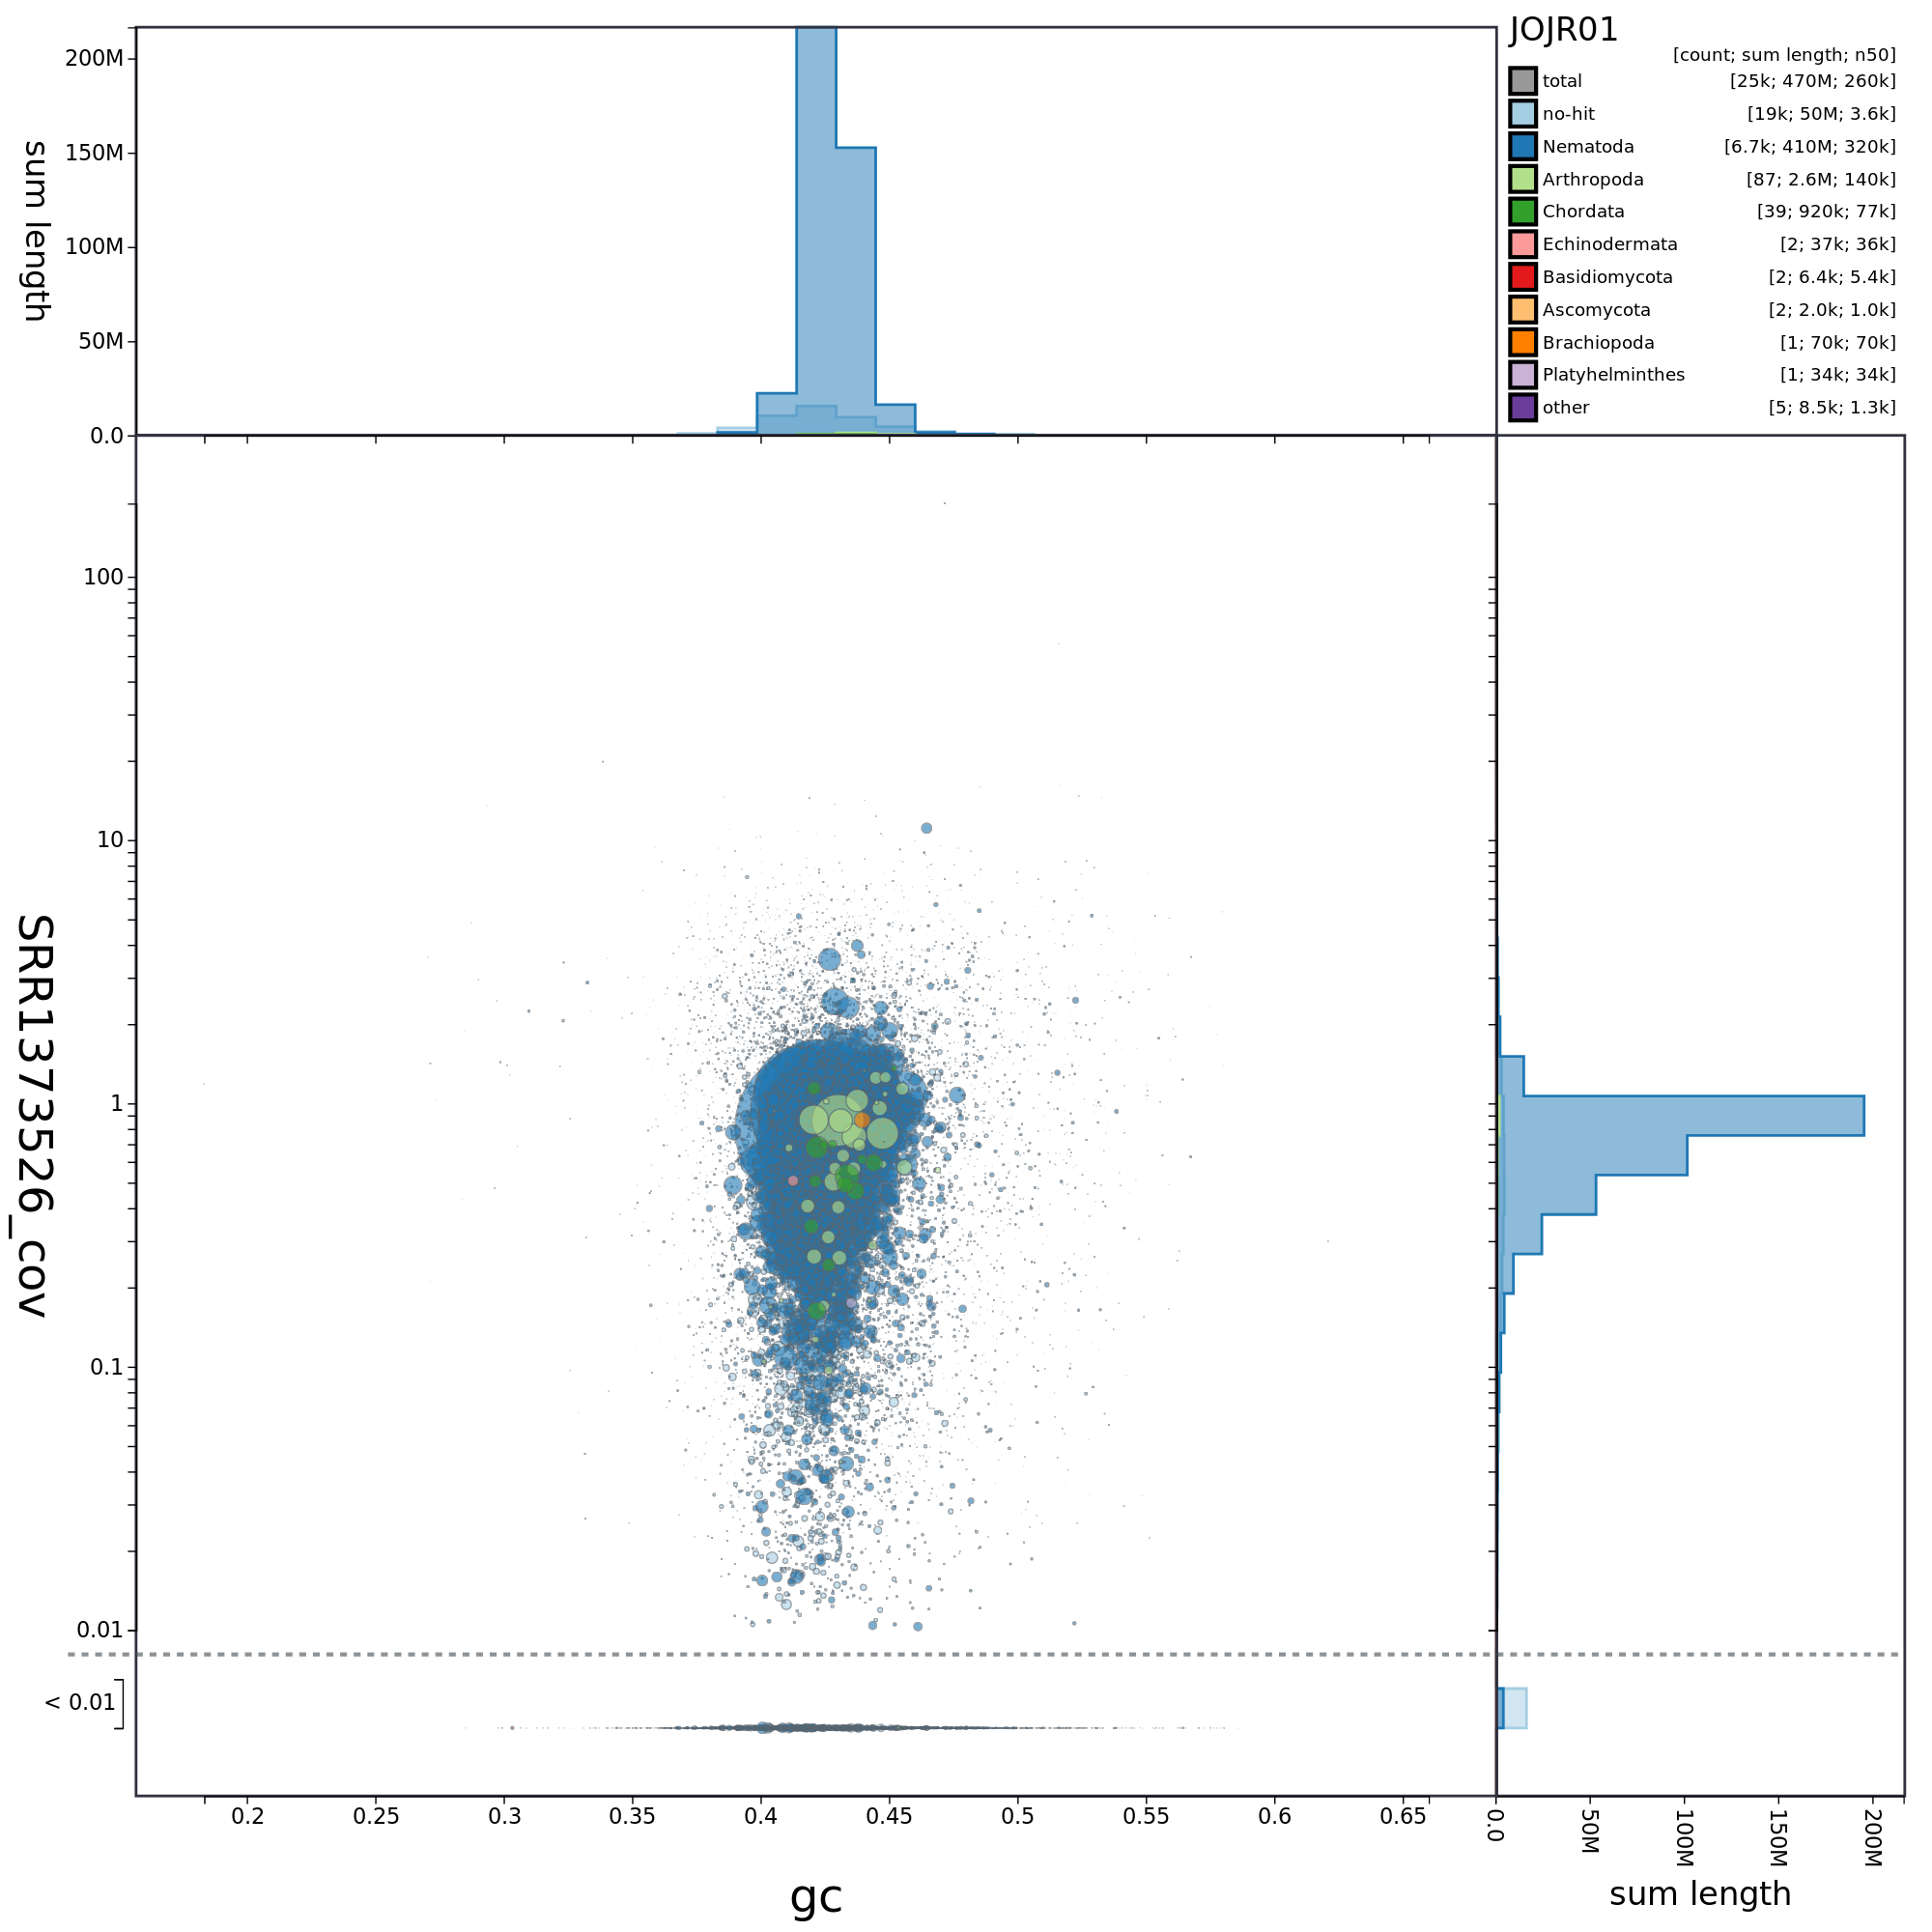 JOJR01
[count; sum length; n50]
total [25k; 470M; 260k]
no-hit [19k; 50M; 3.6k]
Nematoda [6.7k; 410M; 320k]
Arthropoda [87; 2.6M; 140k]
Chordata [39; 920k; 77k]
Echinodermata [2; 37k; 36k]
Basidiomycota [2; 6.4k; 5.4k]
Ascomycota [2; 2.0k; 1.0k]
Brachiopoda [1; 70k; 70k]
Platyhelminthes [1; 34k; 34k]
other [5; 8.5k; 1.3k]
sum length
200M
150M
100M
50M
0.0
SRR1373526_cov
100
10
1
0.1
0.01
< 0.01
0.2 0.25 0.3 0.35 0.4 0.45 0.5 0.55 0.6 0.65
gc
0.0 50M 100M 150M 200M
sum length